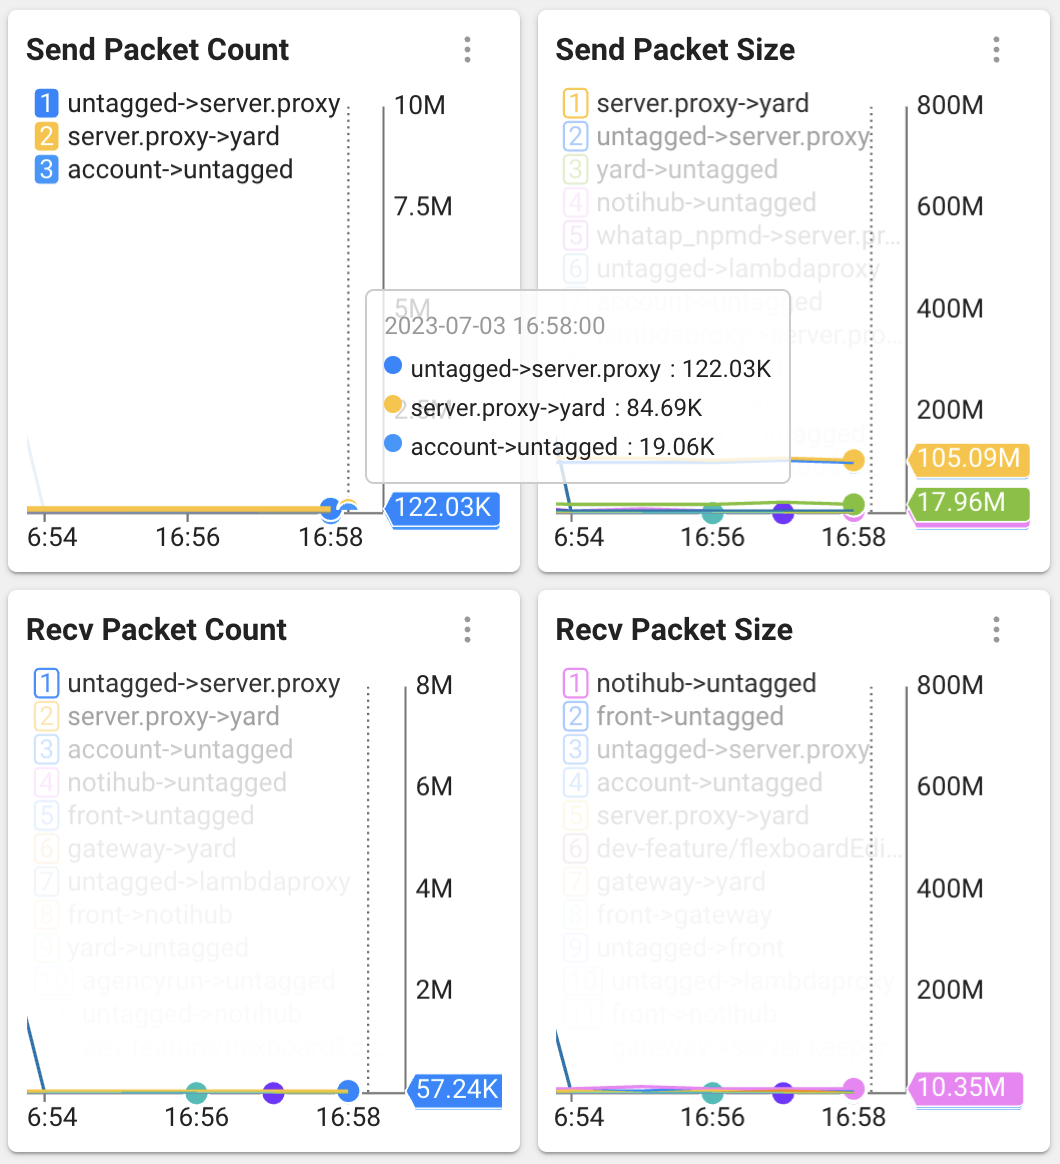 Send Packet Count
1 untagged->server.proxy
2 server.proxy->yard
3 account->untagged
10M
7.5M
5M
2.5M
122.03K
6:54
16:56
16:58
Send Packet Size
1 server.proxy->yard
2 untagged->server.proxy
3 yard->untagged
4 notihub->untagged
5 whatap_npmd->server.pr...
6 untagged->lambdaproxy
7 account->untagged
lambdaproxy->server.pro...
800M
600M
400M
200M
105.09M
17.96M
6:54
16:56
16:58
2023-07-03 16:58:00
untagged->server.proxy : 122.03K
server.proxy->yard : 84.69K
account->untagged : 19.06K
Recv Packet Count
1 untagged->server.proxy
2 server.proxy->yard
3 account->untagged
4 notihub->untagged
5 front->untagged
6 gateway->yard
7 untagged->lambdaproxy
8 front->notihub
9 yard->untagged
10 agencyrun->untagged
untagged->notihub
8M
6M
4M
2M
57.24K
6:54
16:56
16:58
Recv Packet Size
1 notihub->untagged
2 front->untagged
3 untagged->server.proxy
4 account->untagged
5 server.proxy->yard
6 dev-feature/flexboardEdi...
7 gateway->yard
8 front->gateway
9 untagged->front
10 untagged->lambdaproxy
11 front->notihub
800M
600M
400M
200M
10.35M
6:54
16:56
16:58